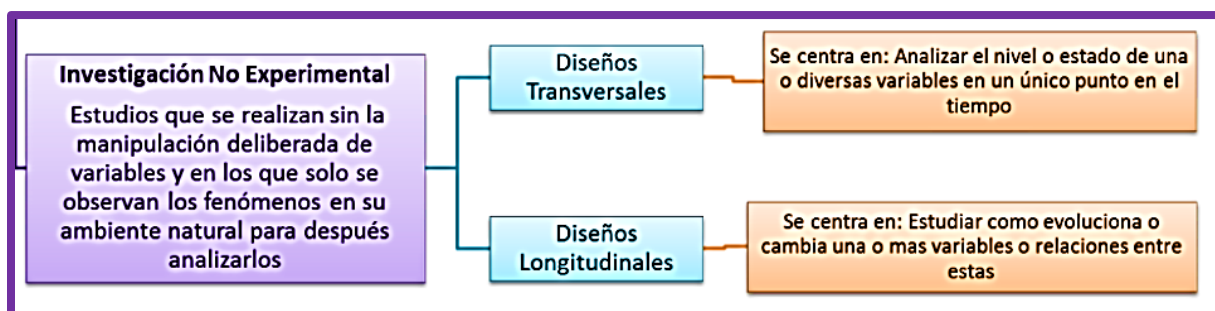 Investigación No Experimental
Estudios que se realizan sin la
manipulación deliberada de
variables y en los que solo se
observan los fenómenos en su
ambiente natural para después
analizarlos
Diseños
Transversales
Se centra en: Analizar el nivel o estado de una
o diversas variables en un único punto en el
tiempo
Diseños
Longitudinales
Se centra en: Estudiar como evoluciona o
cambia una o mas variables o relaciones entre
estas